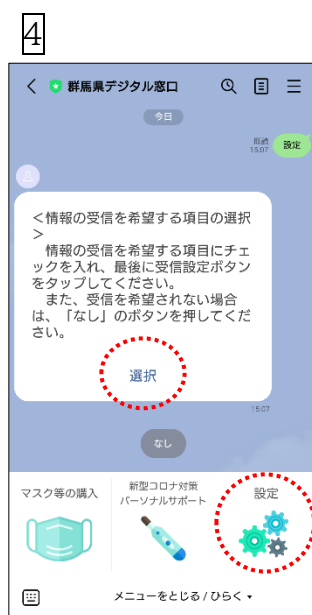 4
群馬県デジタル窓口
今日
既読
15:07
設定
<情報の受信を希望する項目の選択
>
情報の受信を希望する項目にチェ
ックを入れ、最後に受信設定ボタン
をタップしてください。
また、受信を希望されない場合
は、「なし」のボタンを押してくだ
さい。
選択
15:07
なし
マスク等の購入
新型コロナ対策
パーソナルサポート
設定
メニューをとじる/ひらく